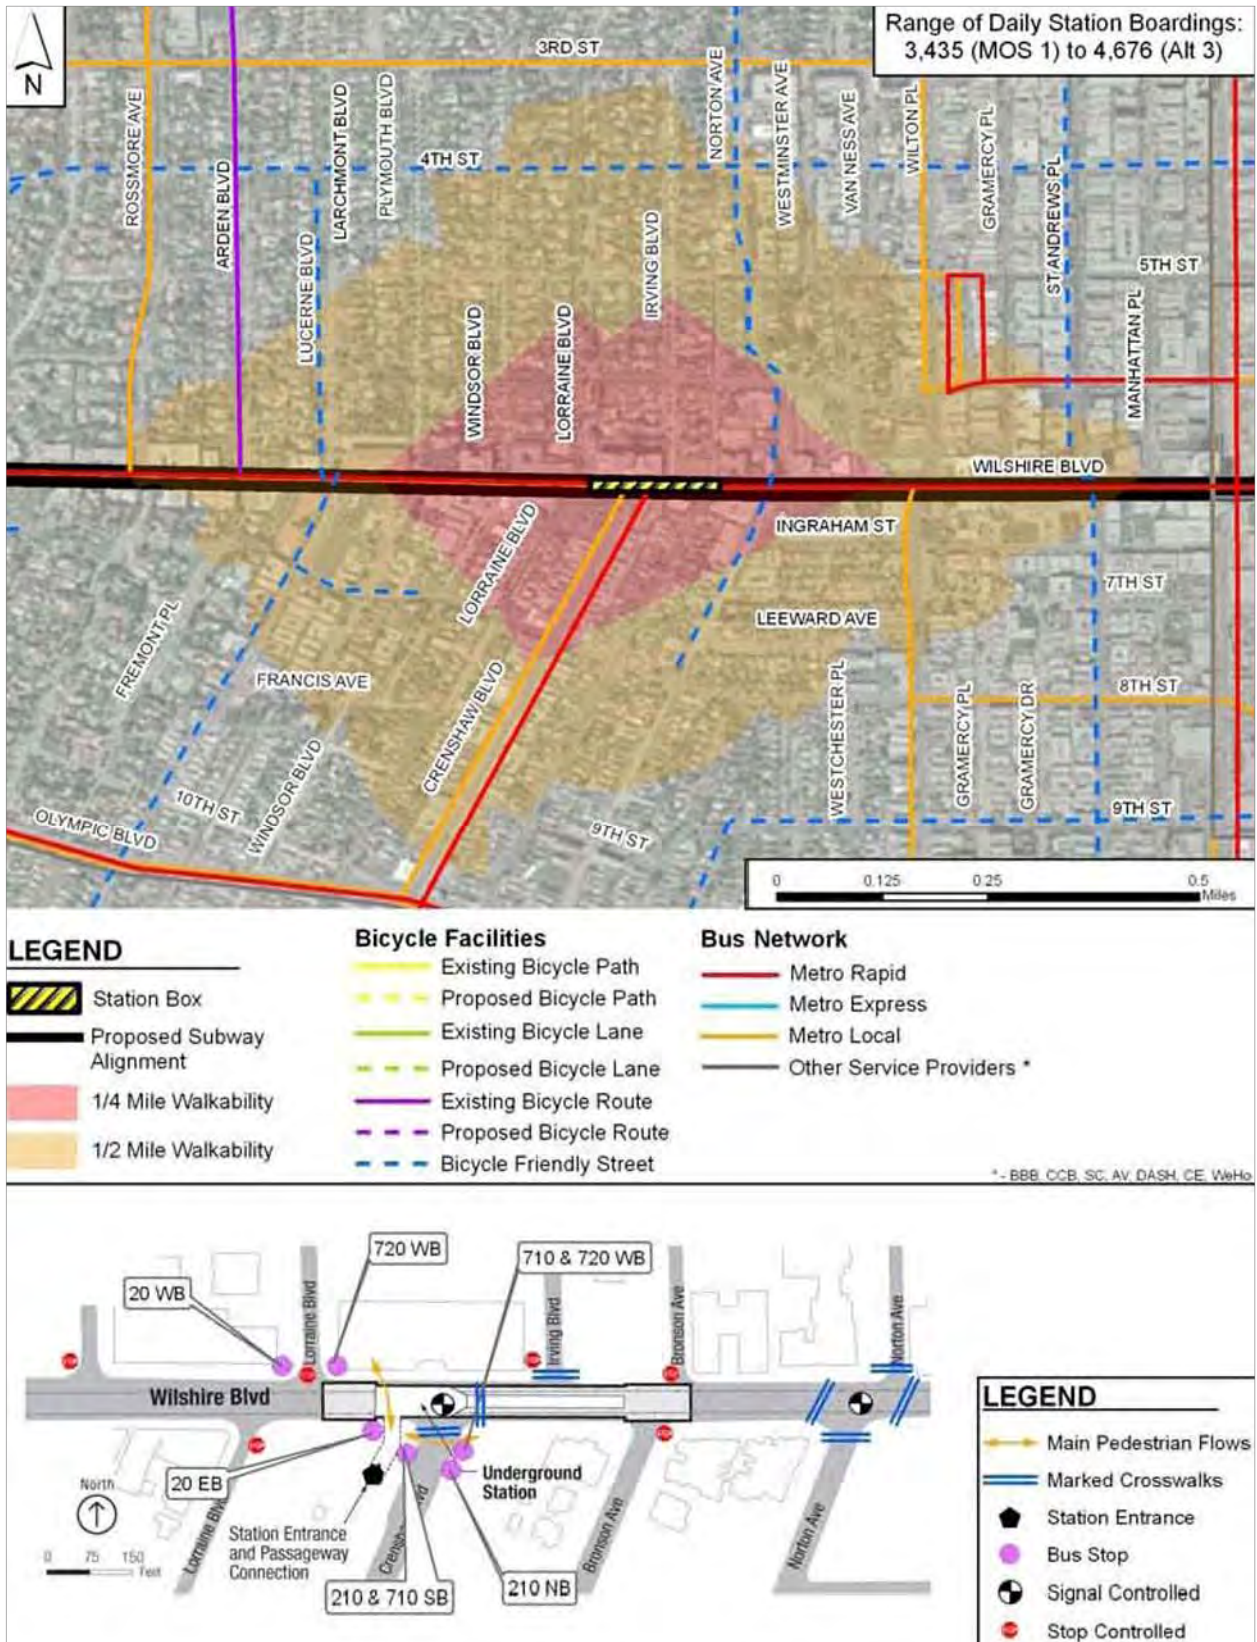 Range of Daily Station Boardings:
3,435 (MOS 1) to 4,676 (Alt 3)
N
3RD ST
ROSSMORE AVE
ARDEN BLVD
LARCHMONT BLVD
PLYMOUTH BLVD
4TH ST
NORTON AVE
WESTMINSTER AVE
VAN NESS AVE
WILTON PL
GRAMERCY PL
ST ANDREWS PL
5TH ST
LUCERNE BLVD
IRVING BLVD
WINDSOR BLVD
LORRAINE BLVD
MANHATTAN PL
WILSHIRE BLVD
INGRAHAM ST
LORRAINE BLVD
7TH ST
LEEWARD AVE
FREMONT PL
FRANCIS AVE
CRENSHAW BLVD
WESTCHESTER PL
8TH ST
GRAMERCY PL
GRAMERCY DR
10TH ST
WINDSOR BLVD
9TH ST
9TH ST
OLYMPIC BLVD
0 0.125 0.25 0.5
Miles
LEGEND
Station Box
Proposed Subway
Alignment
1/4 Mile Walkability
1/2 Mile Walkability
Bicycle Facilities
Existing Bicycle Path
Proposed Bicycle Path
Existing Bicycle Lane
Proposed Bicycle Lane
Existing Bicycle Route
Proposed Bicycle Route
Bicycle Friendly Street
Bus Network
Metro Rapid
Metro Express
Metro Local
Other Service Providers *
* - BBB, CCB, SC, AV, DASH, CE, WeHo
720 WB
710 & 720 WB
20 WB
Lorraine Blvd
Irving Blvd
Bronson Ave
Norton Ave
Wilshire Blvd
20 EB
North
0 75 150
Feet
Lorraine Blvd
Station Entrance
and Passageway
Connection
Underground
Station
210 & 710 SB
210 NB
Bronson Ave
Norton Ave
LEGEND
Main Pedestrian Flows
Marked Crosswalks
Station Entrance
Bus Stop
Signal Controlled
Stop Controlled